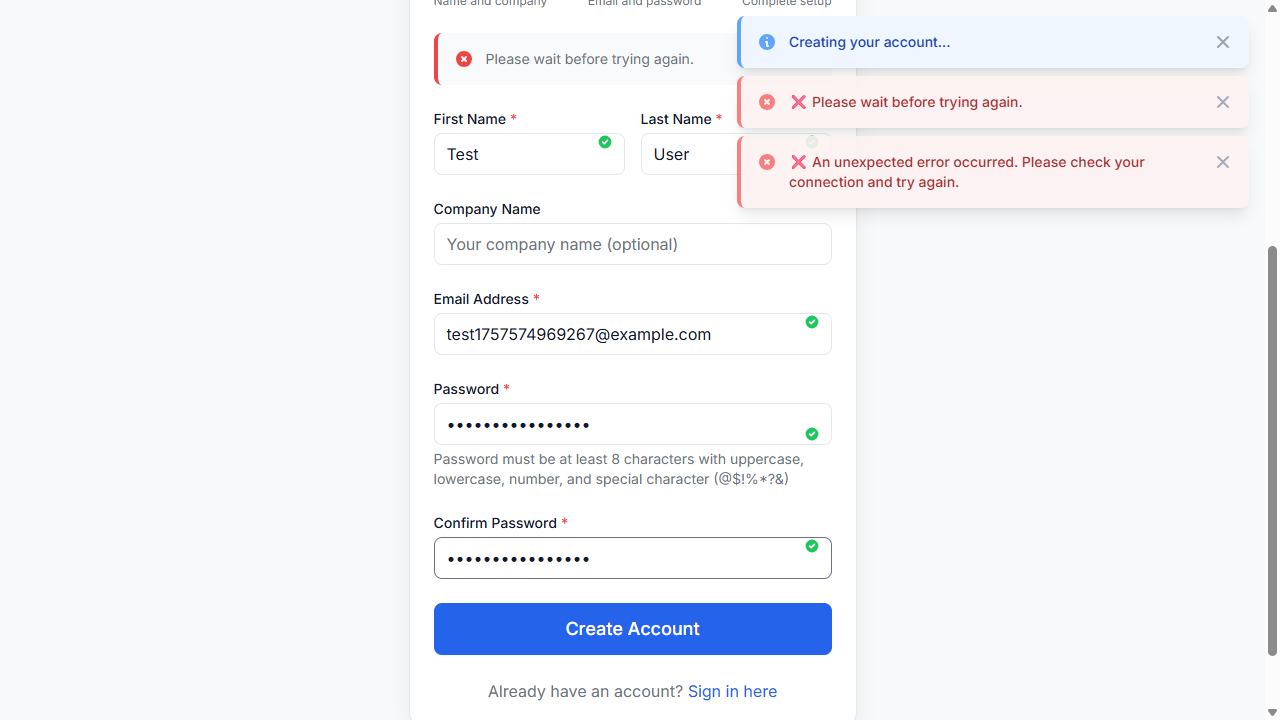 Name and company Email and password Complete setup
Creating your account...
Please wait before trying again.
❌ Please wait before trying again.
❌ An unexpected error occurred. Please check your
connection and try again.
First Name * Last Name *
Test User
Company Name
Your company name (optional)
Email Address *
test1757574969267@example.com
Password *
••••••••••••••••
Password must be at least 8 characters with uppercase,
lowercase, number, and special character (@$!%*?&)
Confirm Password *
••••••••••••••••
Create Account
Already have an account? Sign in here